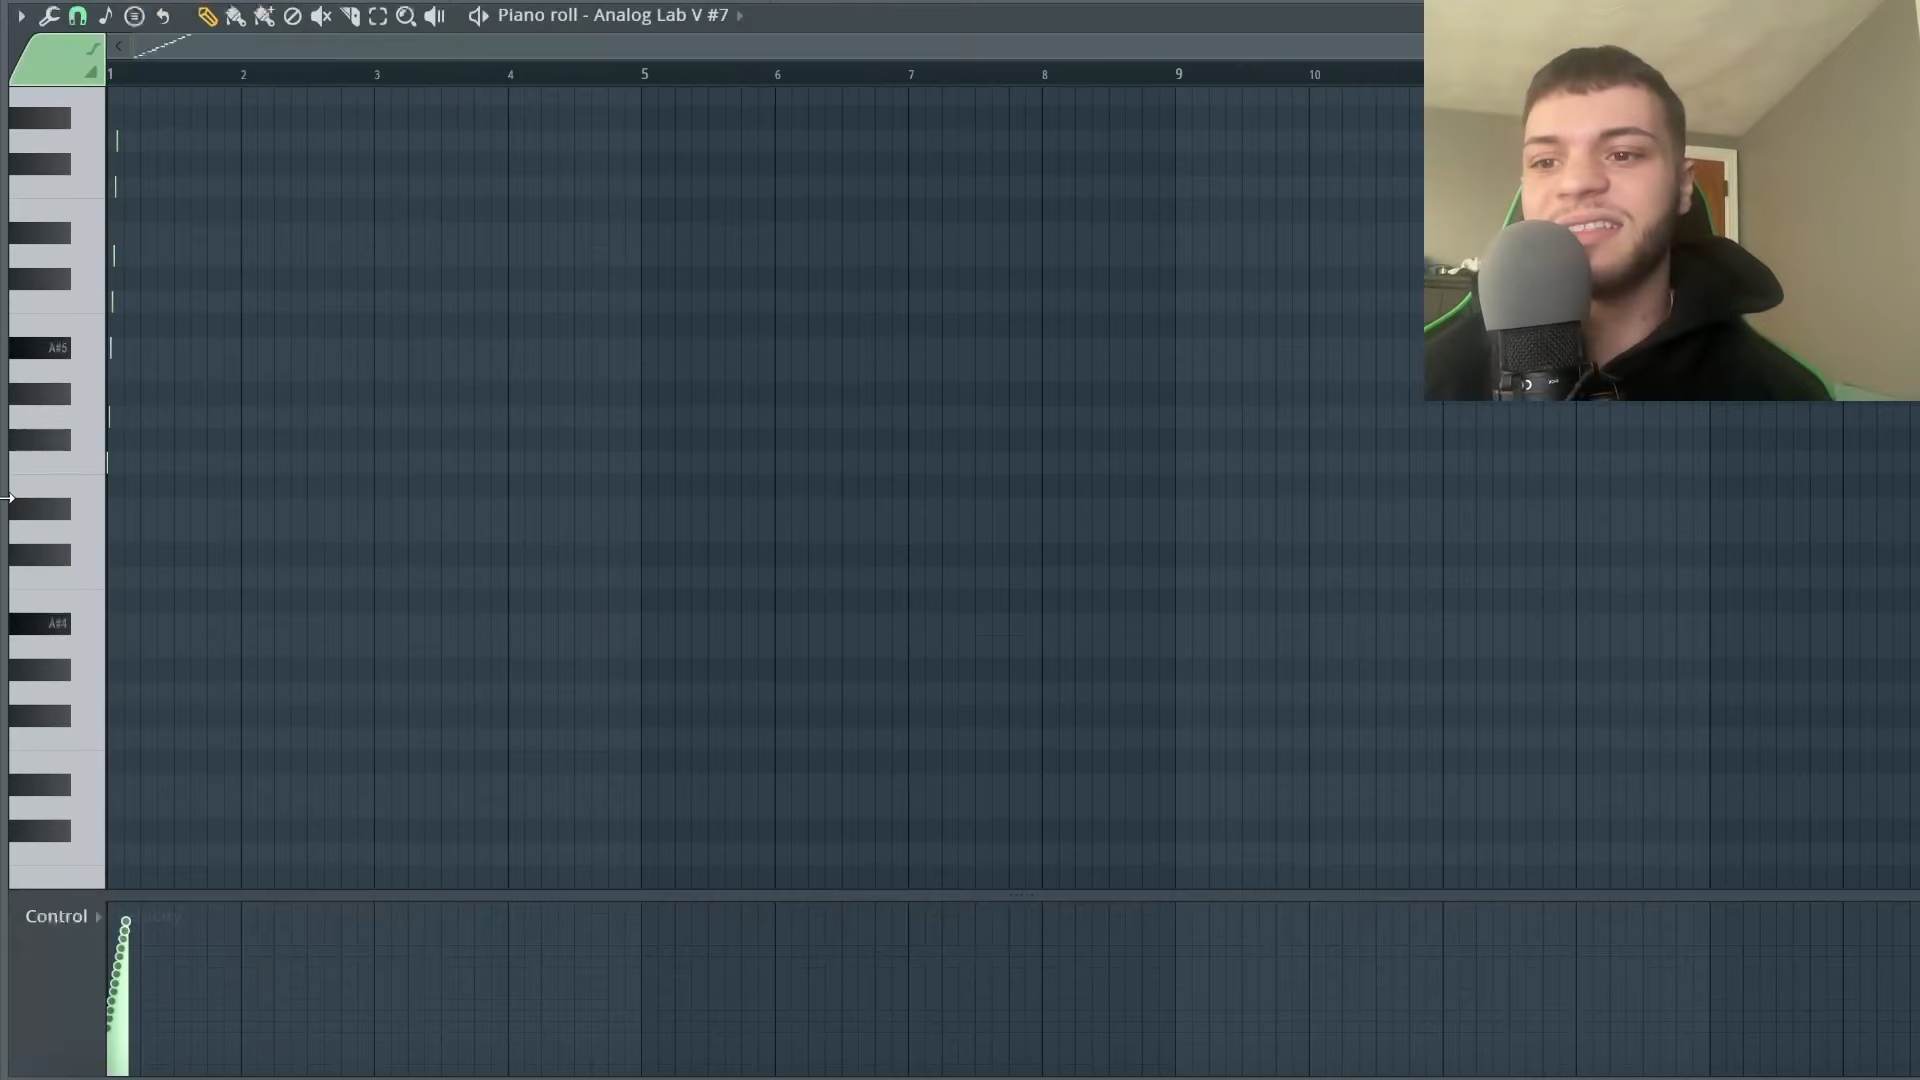 Piano roll - Analog Lab V #7
1 2 3 4 5 6 7 8 9 10
A#5
A#4
Control